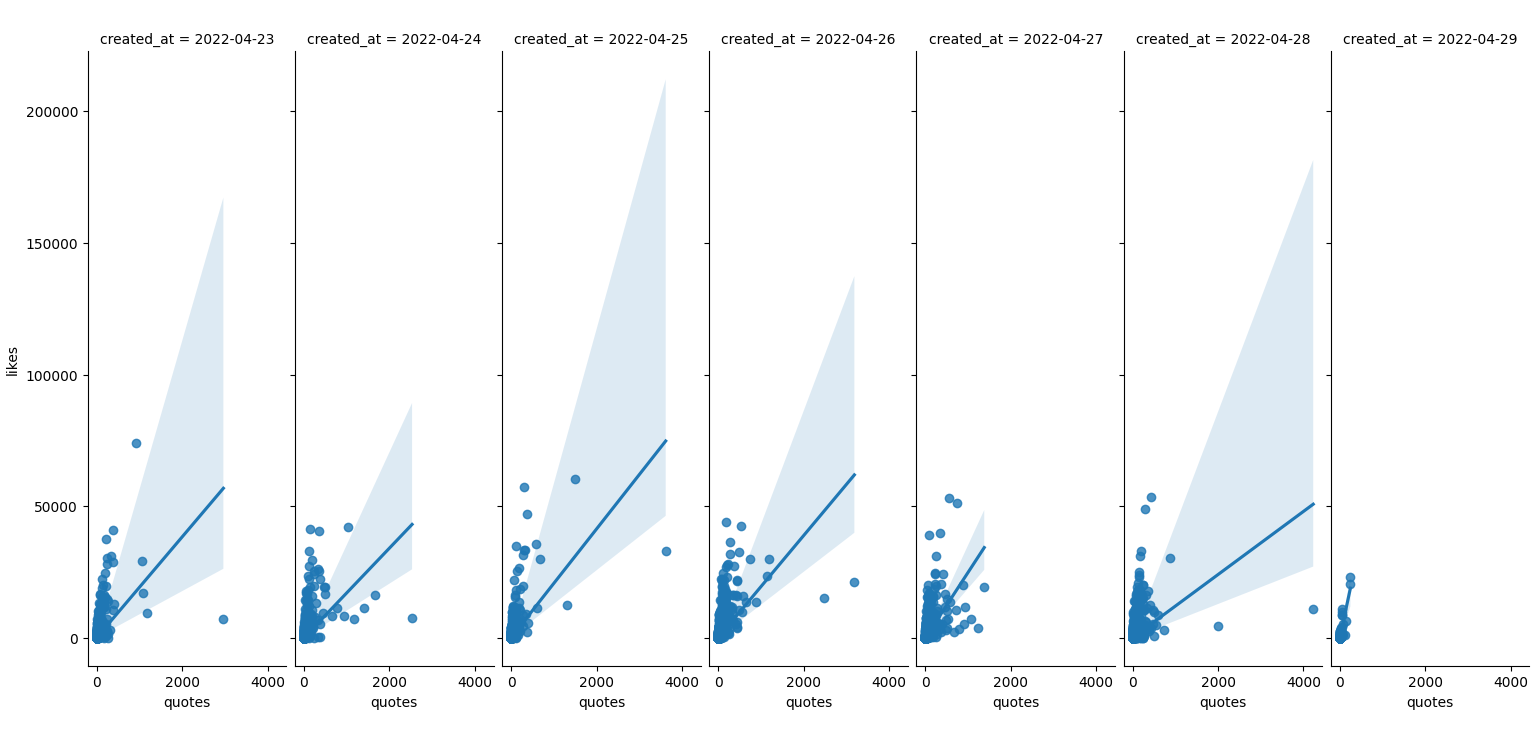 created_at = 2022-04-23 created_at = 2022-04-24 created_at = 2022-04-25 created_at = 2022-04-26 created_at = 2022-04-27 created_at = 2022-04-28 created_at = 2022-04-29
200000
150000
100000
50000
0
likes
0 2000 4000 0 2000 4000 0 2000 4000 0 2000 4000 0 2000 4000 0 2000 4000 0 2000 4000
quotes quotes quotes quotes quotes quotes quotes